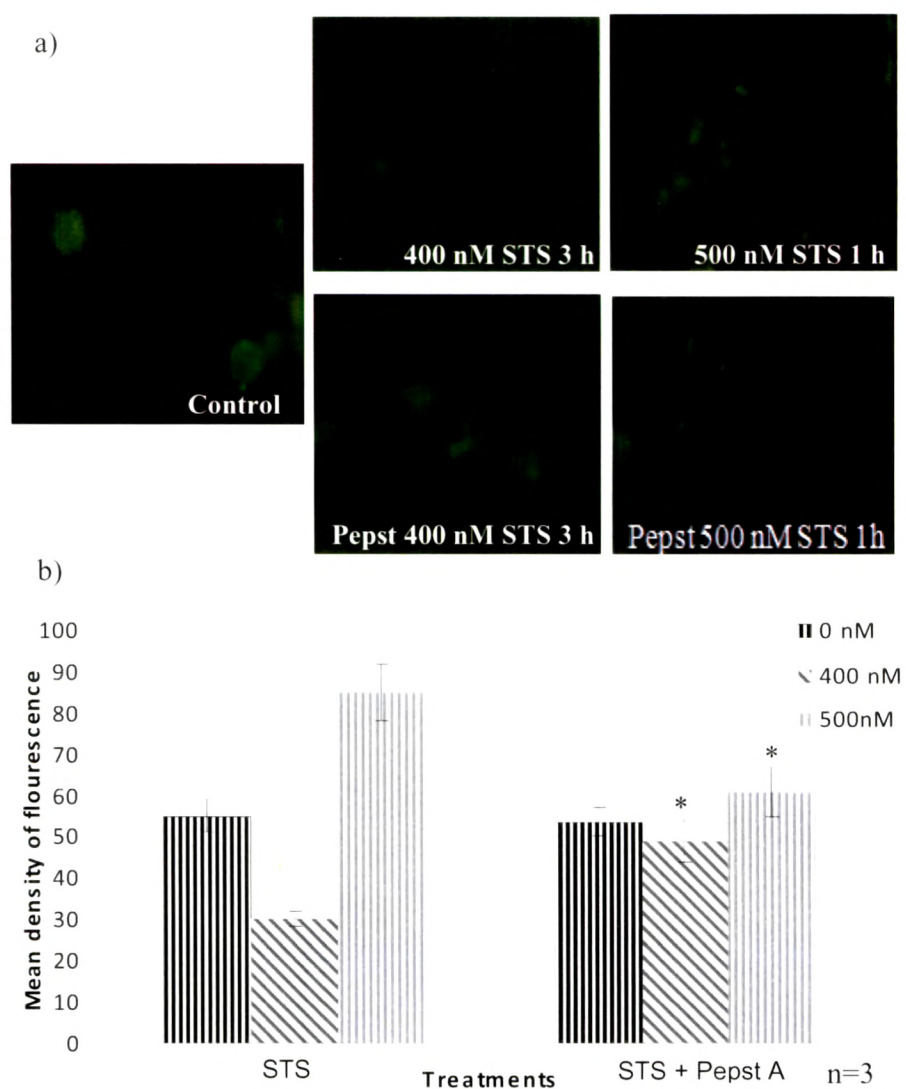 a)
400 nM STS 3 h
500 nM STS 1 h
Control
Pepst 400 nM STS 3 h
Pepst 500 nM STS 1h
b)
Mean density of flourescence
100
90
80
70
60
50
40
30
20
10
0
0 nM
400 nM
500nM
*
*
STS
STS + Pepst A
Treatments
n=3